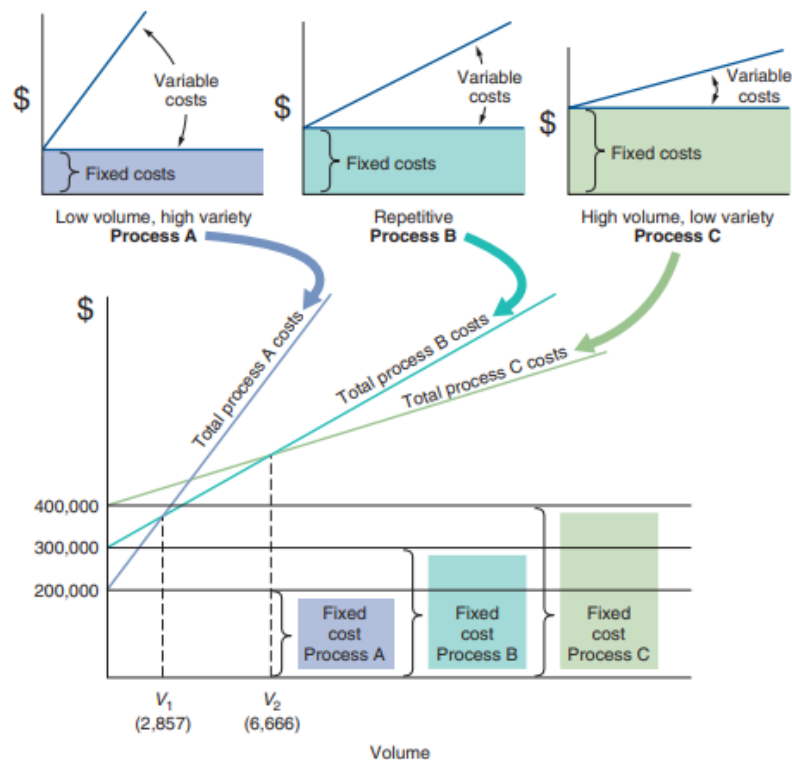 $
Variable
costs
Fixed costs
Low volume, high variety
Process A
$
Variable
costs
Fixed costs
Repetitive
Process B
$
Variable
costs
Fixed costs
High volume, low variety
Process C
$
Total process A costs
Total process B costs
Total process C costs
400,000
300,000
200,000
Fixed
cost
Process A
Fixed
cost
Process B
Fixed
cost
Process C
V1
(2,857)
V2
(6,666)
Volume